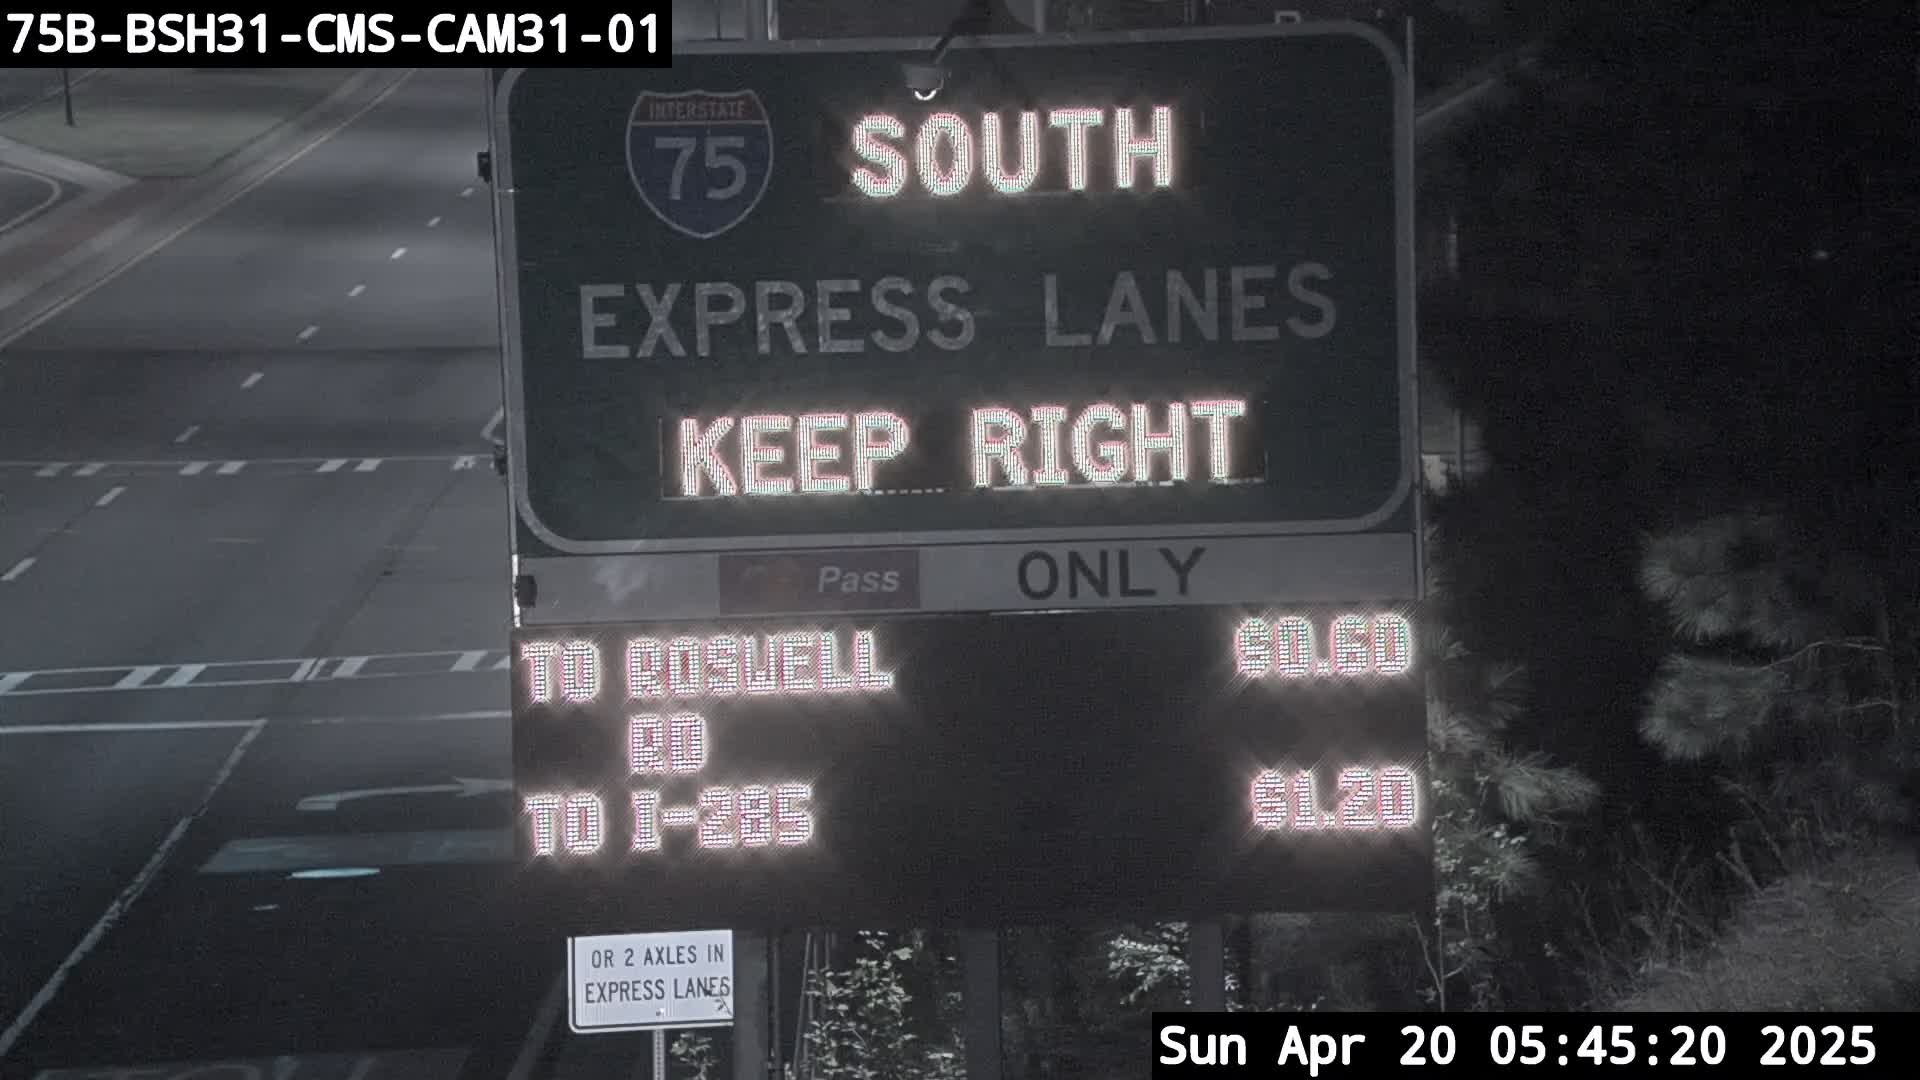 75B-BSH31-CMS-CAM31-01
INTERSTATE
75
SOUTH
EXPRESS LANES
KEEP RIGHT
Pass
ONLY
TO ROSWELL $0.60
RD
TO I-285 $1.20
OR 2 AXLES IN
EXPRESS LANES
Sun Apr 20 05:45:20 2025